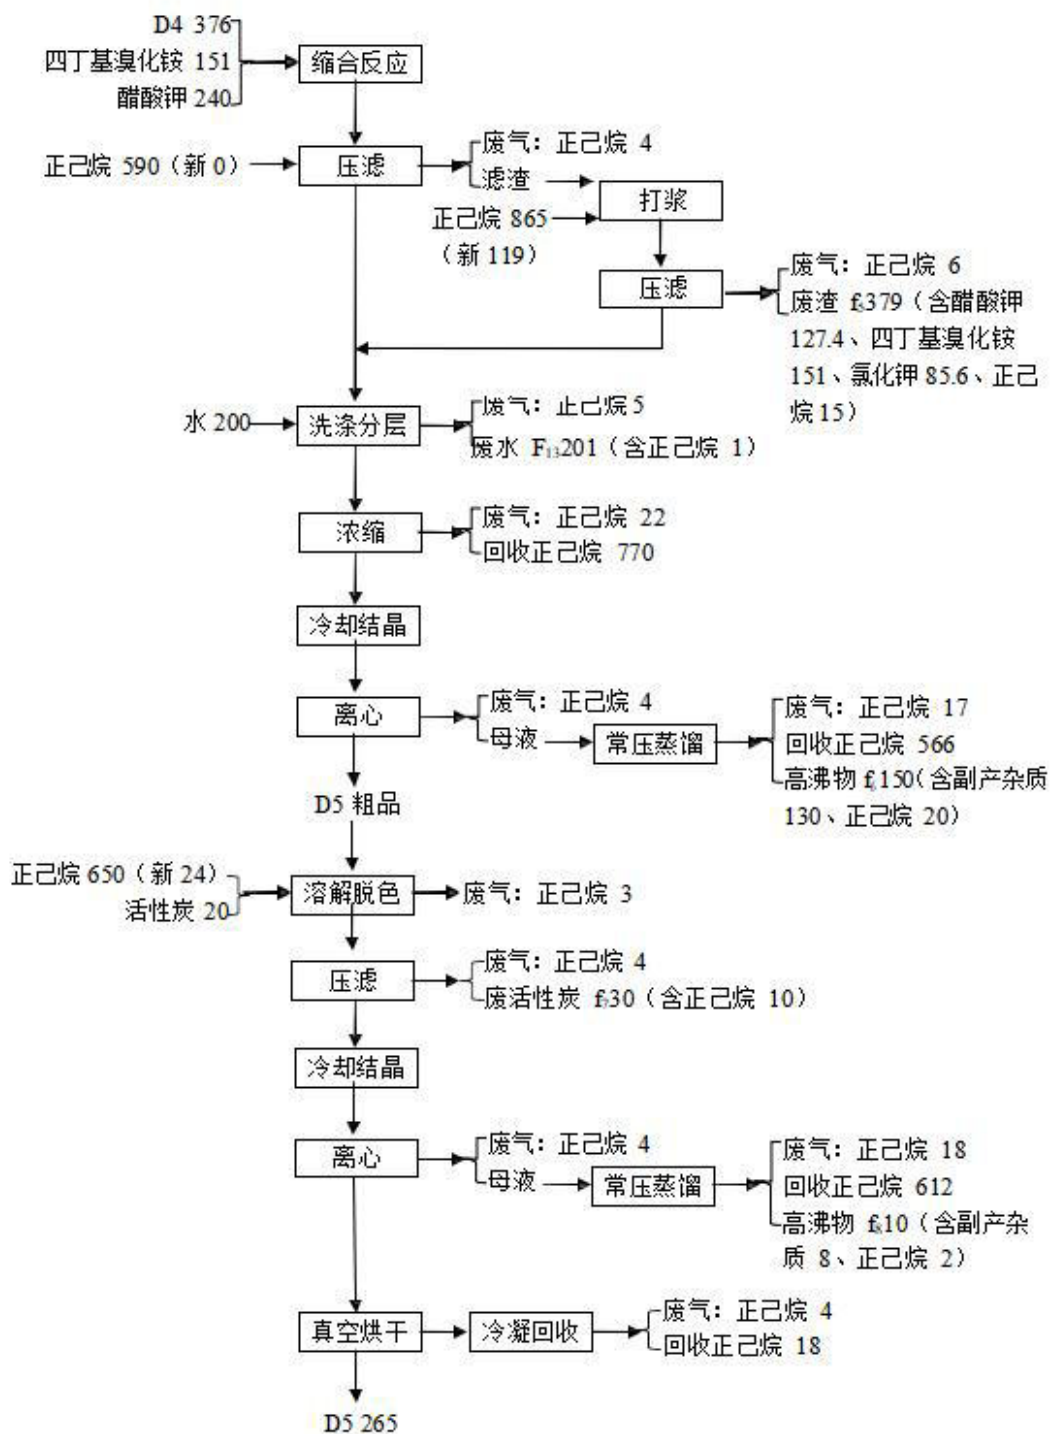 D4 376
四丁基溴化铵 151
醋酸钾 240
缩合反应
正己烷 590（新 0）
压滤
废气：正己烷 4
滤渣
正己烷 865
（新 119）
打浆
压滤
废气：正己烷 6
废渣 f₅379（含醋酸钾
127.4、四丁基溴化铵
151、氯化钾 85.6、正己
烷 15）
水 200
洗涤分层
废气：正己烷 5
废水 F₁₃201（含正己烷 1）
浓缩
废气：正己烷 22
回收正己烷 770
冷却结晶
离心
废气：正己烷 4
母液
常压蒸馏
废气：正己烷 17
回收正己烷 566
高沸物 f₆150（含副产杂质
130、正己烷 20）
D5 粗品
正己烷 650（新 24）
活性炭 20
溶解脱色
废气：正己烷 3
压滤
废气：正己烷 4
废活性炭 f₇30（含正己烷 10）
冷却结晶
离心
废气：正己烷 4
母液
常压蒸馏
废气：正己烷 18
回收正己烷 612
高沸物 f₈10（含副产杂
质 8、正己烷 2）
真空烘干
冷凝回收
废气：正己烷 4
回收正己烷 18
D5 265